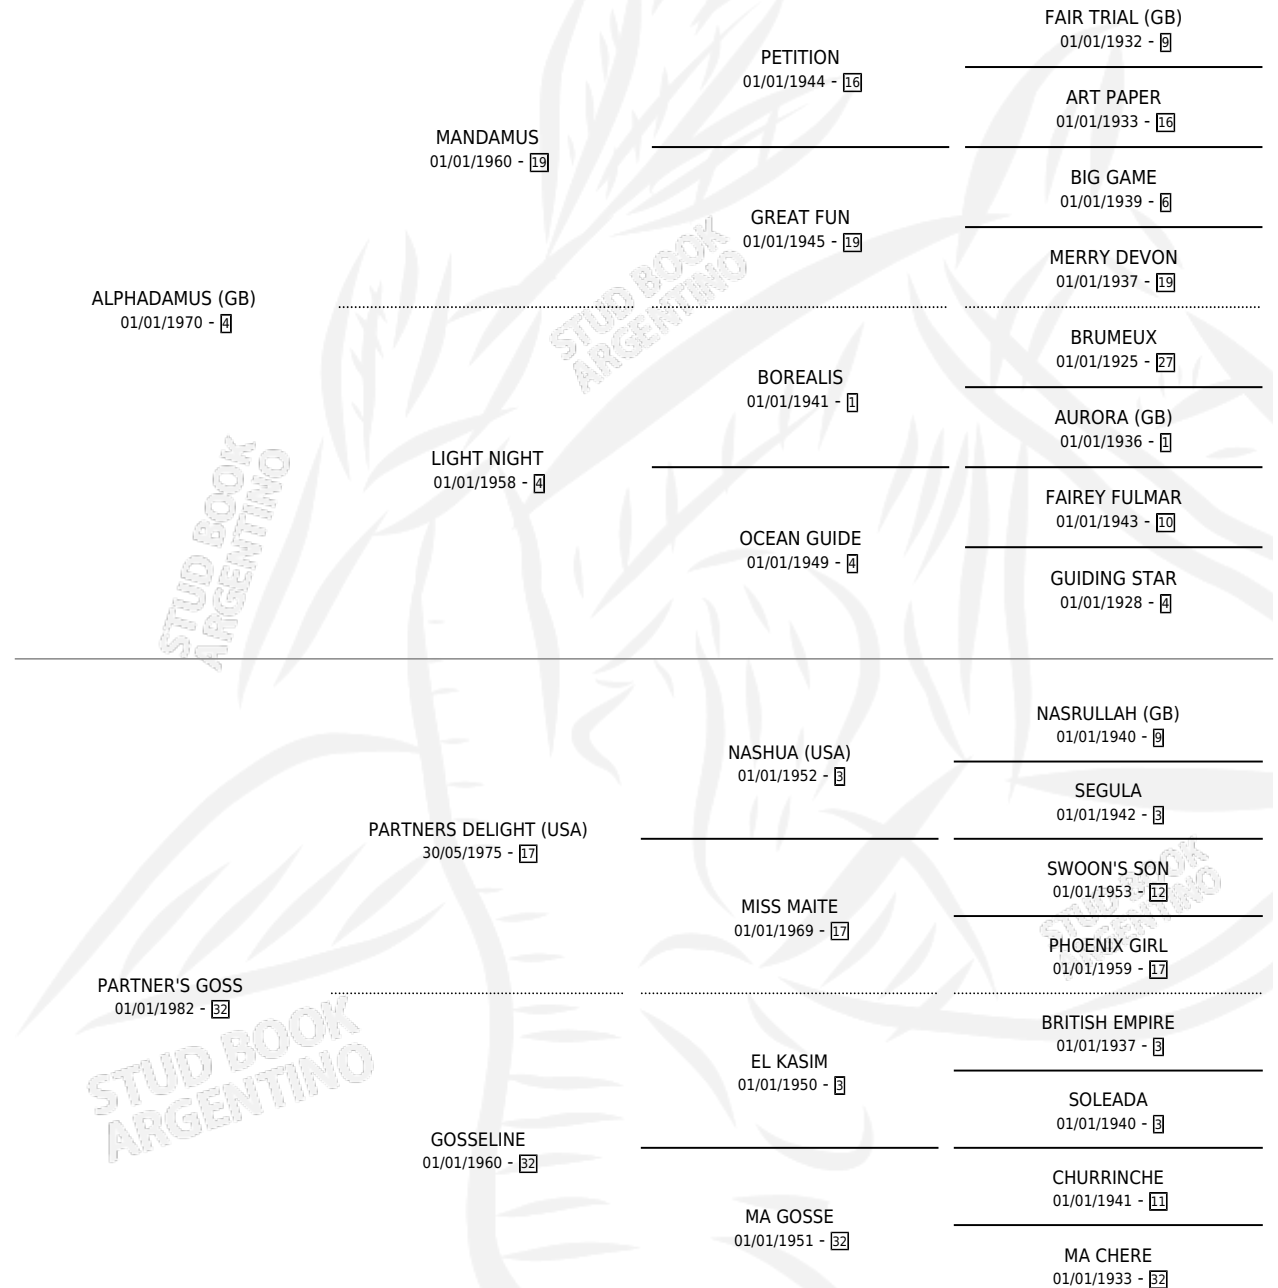 FAIR TRIAL (GB)
01/01/1932 - 9
PETITION
01/01/1944 - 16
ART PAPER
01/01/1933 - 16
MANDAMUS
01/01/1960 - 19
BIG GAME
01/01/1939 - 6
GREAT FUN
01/01/1945 - 19
MERRY DEVON
01/01/1937 - 19
ALPHADAMUS (GB)
01/01/1970 - 4
BRUMEUX
01/01/1925 - 27
BOREALIS
01/01/1941 - 1
AURORA (GB)
01/01/1936 - 1
LIGHT NIGHT
01/01/1958 - 4
FAIREY FULMAR
01/01/1943 - 10
OCEAN GUIDE
01/01/1949 - 4
GUIDING STAR
01/01/1928 - 4
NASRULLAH (GB)
01/01/1940 - 9
NASHUA (USA)
01/01/1952 - 3
SEGULA
01/01/1942 - 3
PARTNERS DELIGHT (USA)
30/05/1975 - 17
SWOON'S SON
01/01/1953 - 12
MISS MAITE
01/01/1969 - 17
PHOENIX GIRL
01/01/1959 - 17
PARTNER'S GOSS
01/01/1982 - 32
BRITISH EMPIRE
01/01/1937 - 3
EL KASIM
01/01/1950 - 3
SOLEADA
01/01/1940 - 3
GOSSELINE
01/01/1960 - 32
CHURRINCHE
01/01/1941 - 11
MA GOSSE
01/01/1951 - 32
MA CHERE
01/01/1933 - 32
STUD BOOK
ARGENTINO
STUD BOOK
ARGENTINO
STUD BOOK
ARGENTINO
STUD BOOK
ARGENTINO